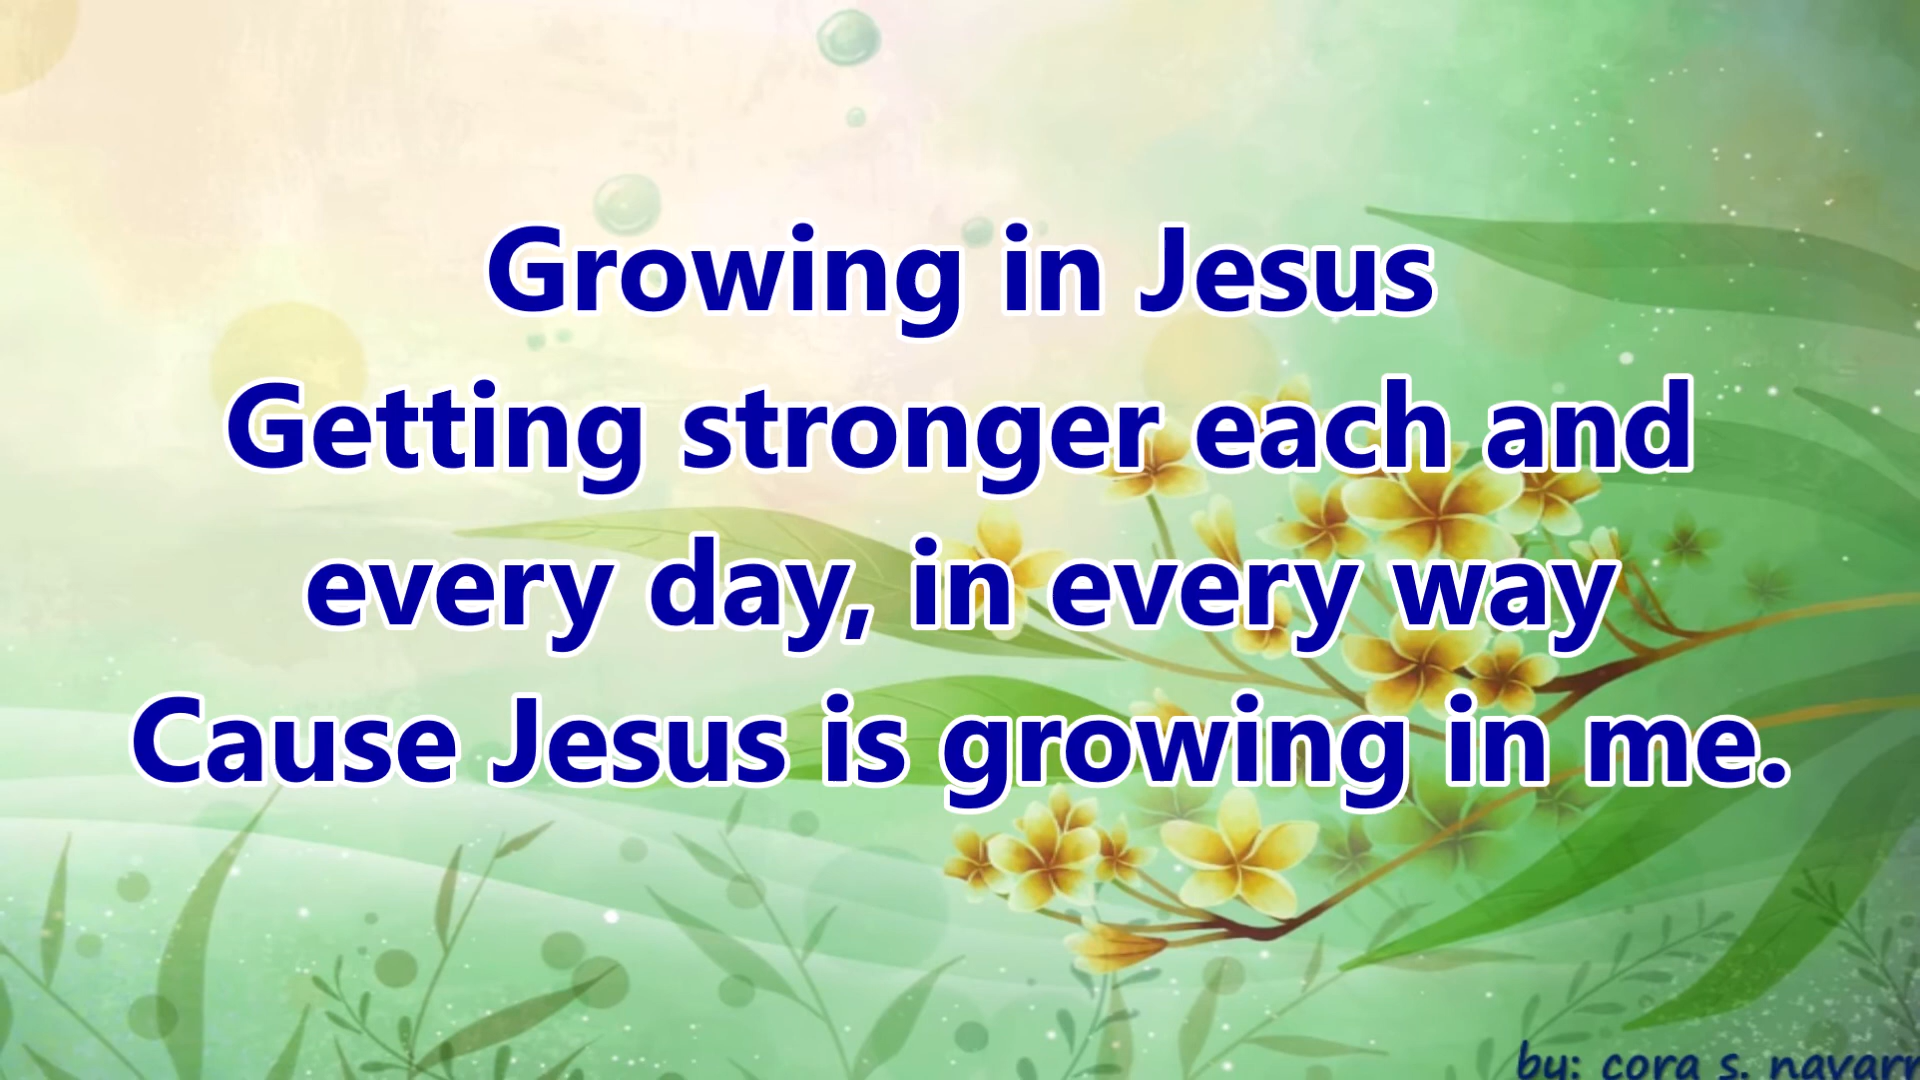 Growing in Jesus
Getting stronger each and
every day, in every way
Cause Jesus is growing in me.
by: cora s. navarr